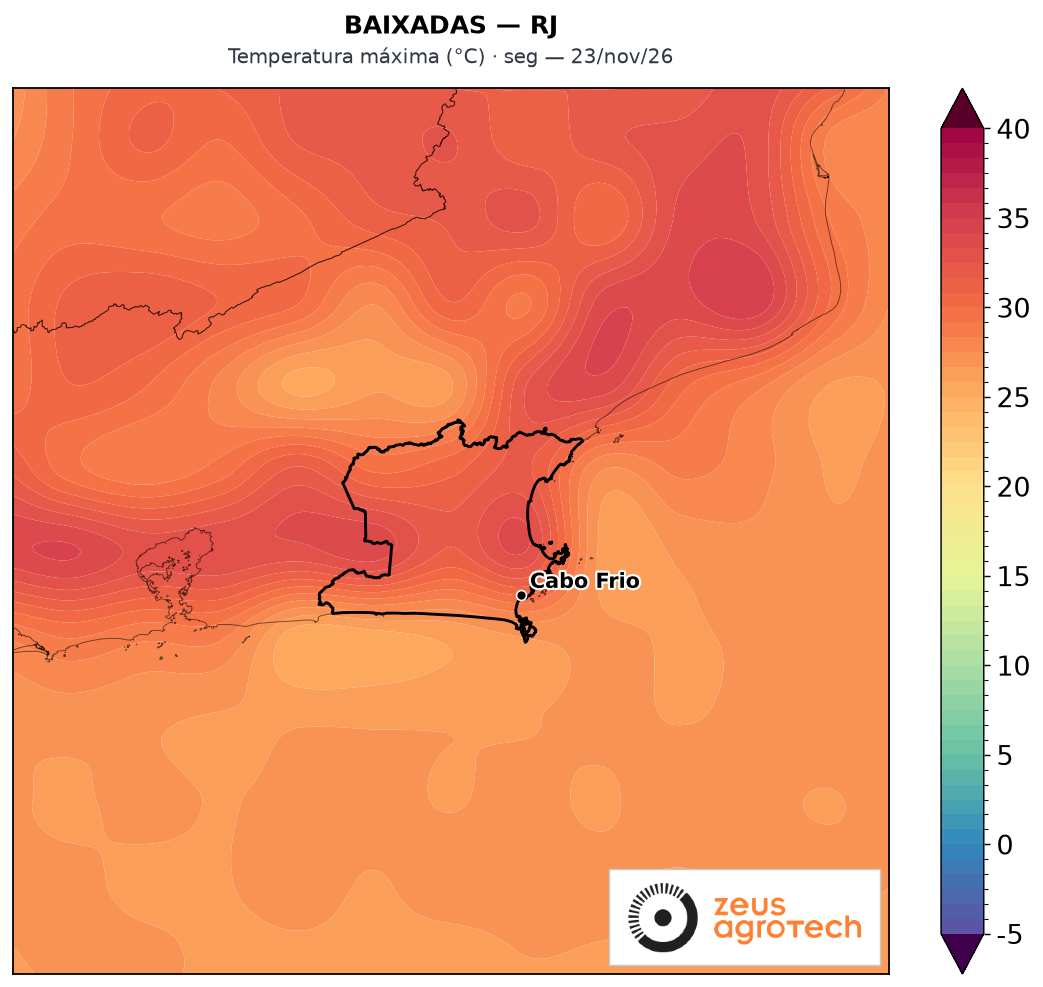 BAIXADAS — RJ
Temperatura máxima (°C) · seg — 23/nov/26
40
35
30
25
20
15
10
5
0
-5
Cabo Frio
zeus
agrotech